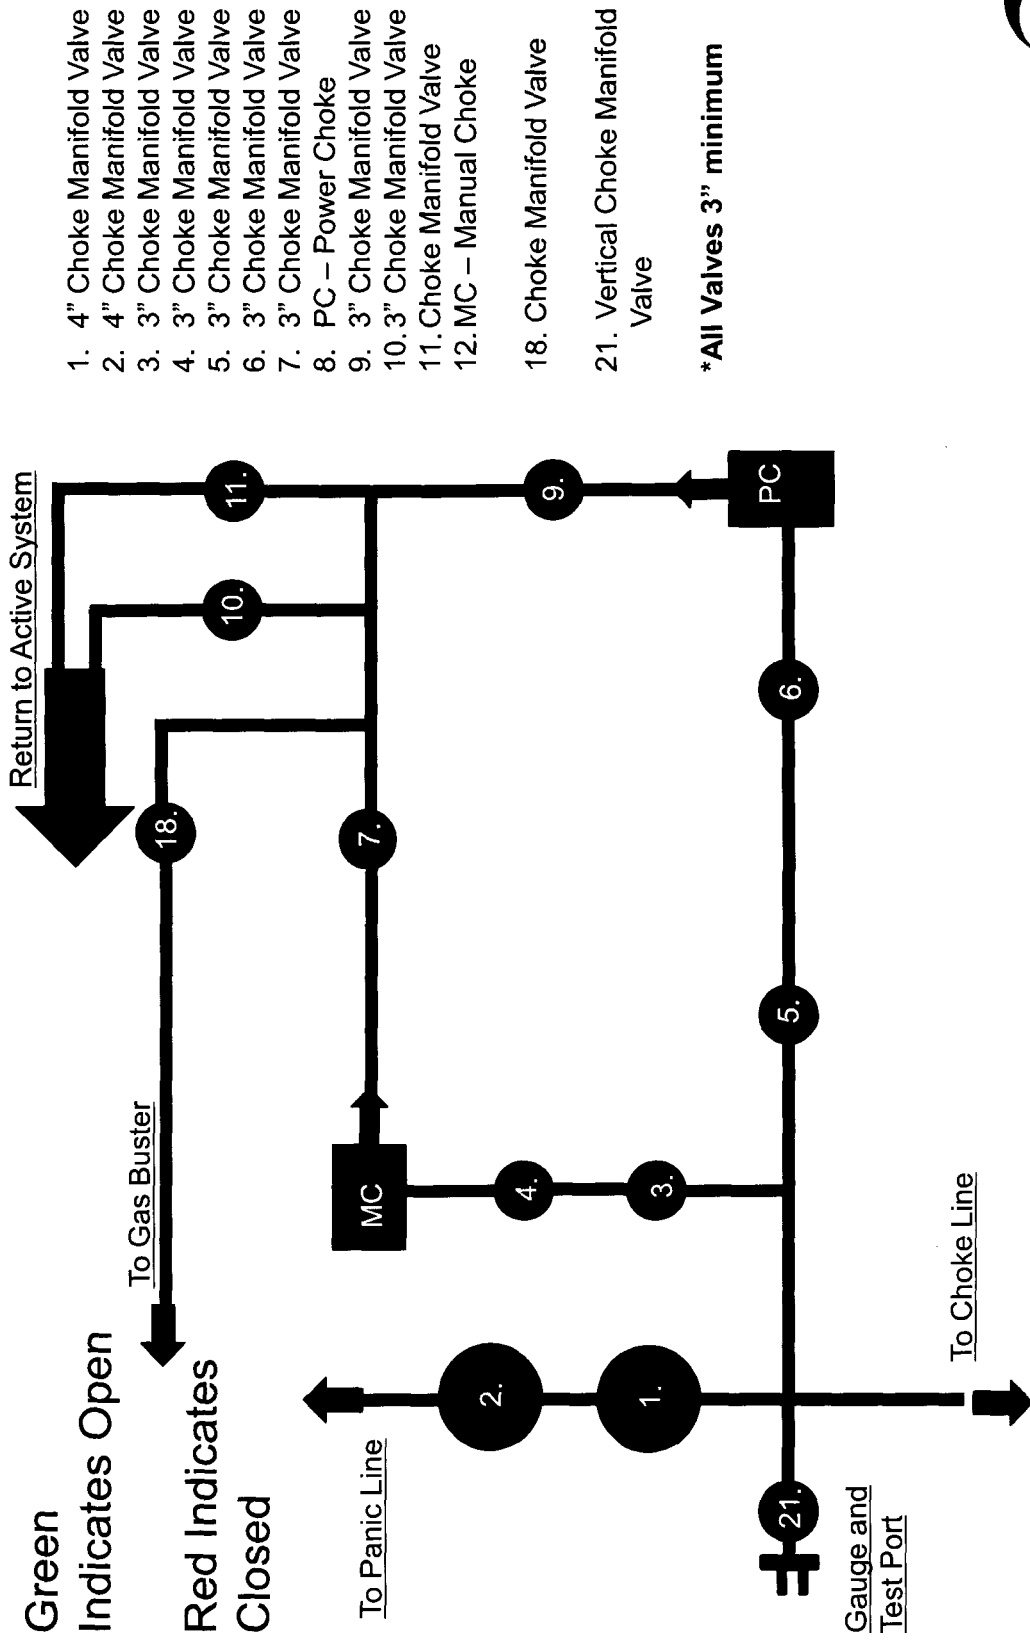 Green
Indicates Open
Red Indicates
Closed
To Gas Buster
Return to Active System
To Panic Line
To Choke Line
Gauge and
Test Port
18.
10.
11.
MC
7.
2.
4.
9.
1.
3.
21.
5.
6.
PC
1. 4” Choke Manifold Valve
2. 4” Choke Manifold Valve
3. 3” Choke Manifold Valve
4. 3” Choke Manifold Valve
5. 3” Choke Manifold Valve
6. 3” Choke Manifold Valve
7. 3” Choke Manifold Valve
8. PC – Power Choke
9. 3” Choke Manifold Valve
10. 3” Choke Manifold Valve
11. Choke Manifold Valve
12. MC – Manual Choke
18. Choke Manifold Valve
21. Vertical Choke Manifold
Valve
*All Valves 3” minimum